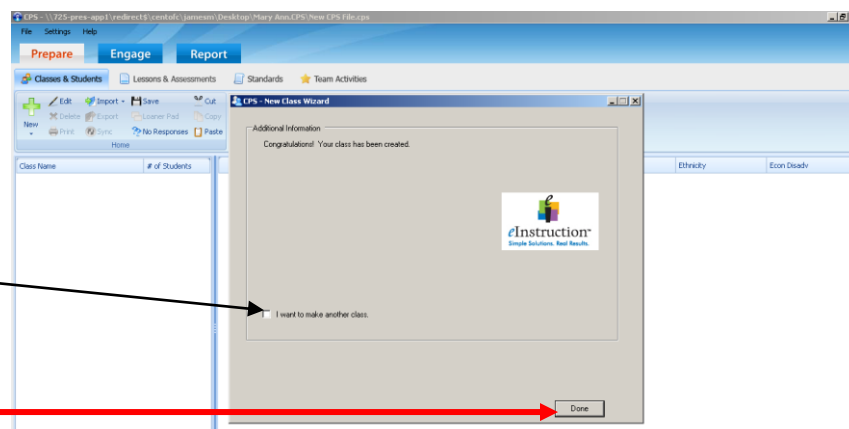 CPS - \\725-pres-app1\redirect$\centofc\jamesm\Desktop\Mary Ann.CPS\New CPS File.cps
File Settings Help
Prepare Engage Report
Classes & Students Lessons & Assessments Standards Team Activities
New Edit Import Save Cut
Delete Export Loaner Pad Copy
Print Sync No Responses Paste
Home
CPS - New Class Wizard
Class Name # of Students Ethnicity Econ Disadv
Additional Information
Congratulations! Your class has been created.
eInstruction™
Simple Solutions. Real Results.
I want to make another class.
Done